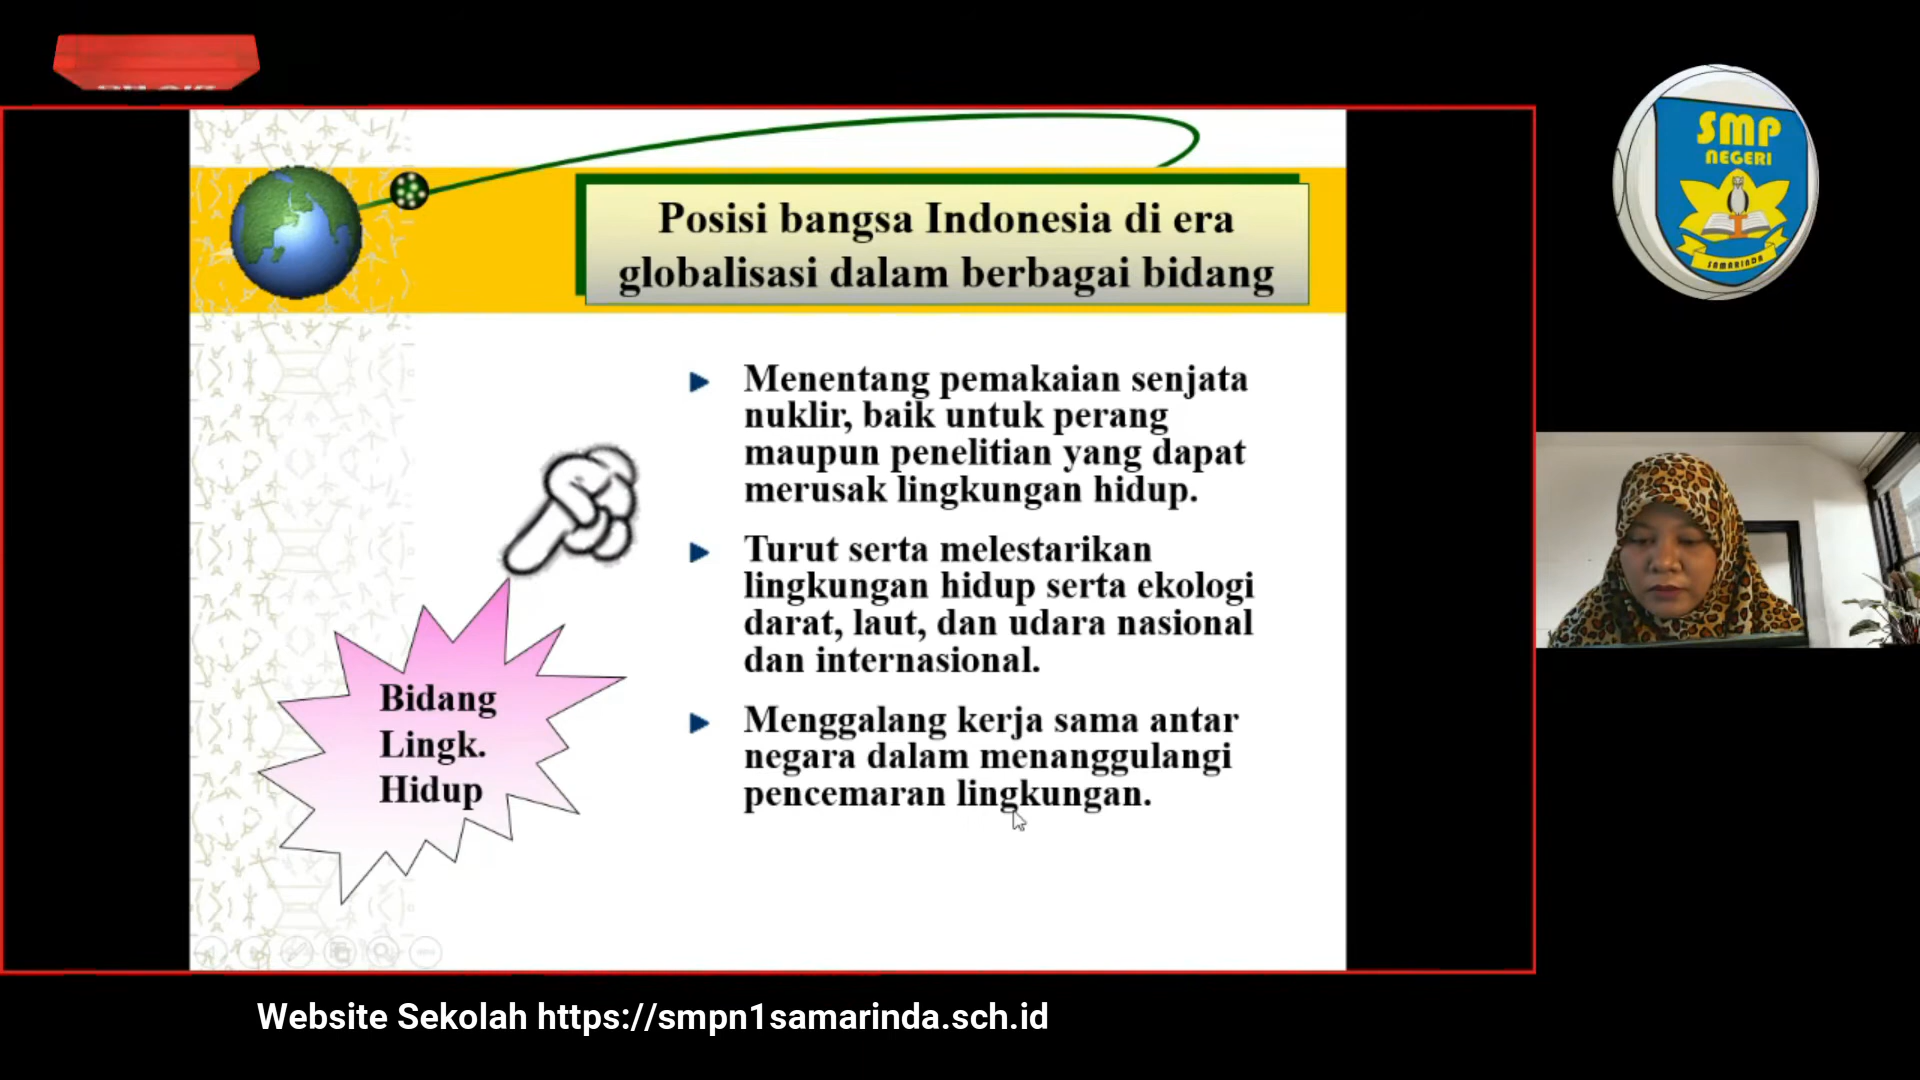 SMP
NEGERI
SAMARINDA
Posisi bangsa Indonesia di era
globalisasi dalam berbagai bidang
Menentang pemakaian senjata
nuklir, baik untuk perang
maupun penelitian yang dapat
merusak lingkungan hidup.
Turut serta melestarikan
lingkungan hidup serta ekologi
darat, laut, dan udara nasional
dan internasional.
Menggalang kerja sama antar
negara dalam menanggulangi
pencemaran lingkungan.
Bidang
Lingk.
Hidup
Website Sekolah https://smpn1samarinda.sch.id